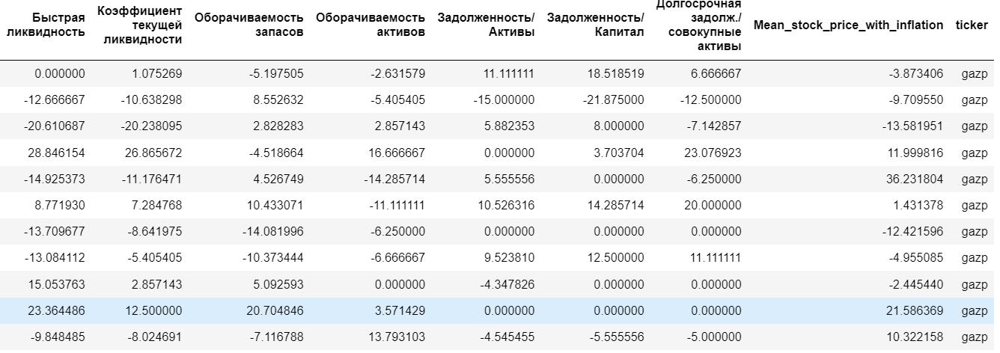 Быстрая ликвидность Коэффициент текущей ликвидности Оборачиваемость запасов Оборачиваемость активов Задолженность/ Активы Задолженность/ Капитал Долгосрочная задолж./ совокупные активы Mean_stock_price_with_inflation ticker
0.000000 1.075269 -5.197505 -2.631579 11.111111 18.518519 6.666667 -3.873406 gazp
-12.666667 -10.638298 8.552632 -5.405405 -15.000000 -21.875000 -12.500000 -9.709550 gazp
-20.610687 -20.238095 2.828283 2.857143 5.882353 8.000000 -7.142857 -13.581951 gazp
28.846154 26.865672 -4.518664 16.666667 0.000000 3.703704 23.076923 11.999816 gazp
-14.925373 -11.176471 4.526749 -14.285714 5.555556 0.000000 -6.250000 36.231804 gazp
8.771930 7.284768 10.433071 -11.111111 10.526316 14.285714 20.000000 1.431378 gazp
-13.709677 -8.641975 -14.081996 -6.250000 0.000000 0.000000 0.000000 -12.421596 gazp
-13.084112 -5.405405 -10.373444 -6.666667 9.523810 12.500000 11.111111 -4.955085 gazp
15.053763 2.857143 5.092593 0.000000 -4.347826 0.000000 0.000000 -2.445440 gazp
23.364486 12.500000 20.704846 3.571429 0.000000 0.000000 0.000000 21.586369 gazp
-9.848485 -8.024691 -7.116788 13.793103 -4.545455 -5.555556 -5.000000 10.322158 gazp